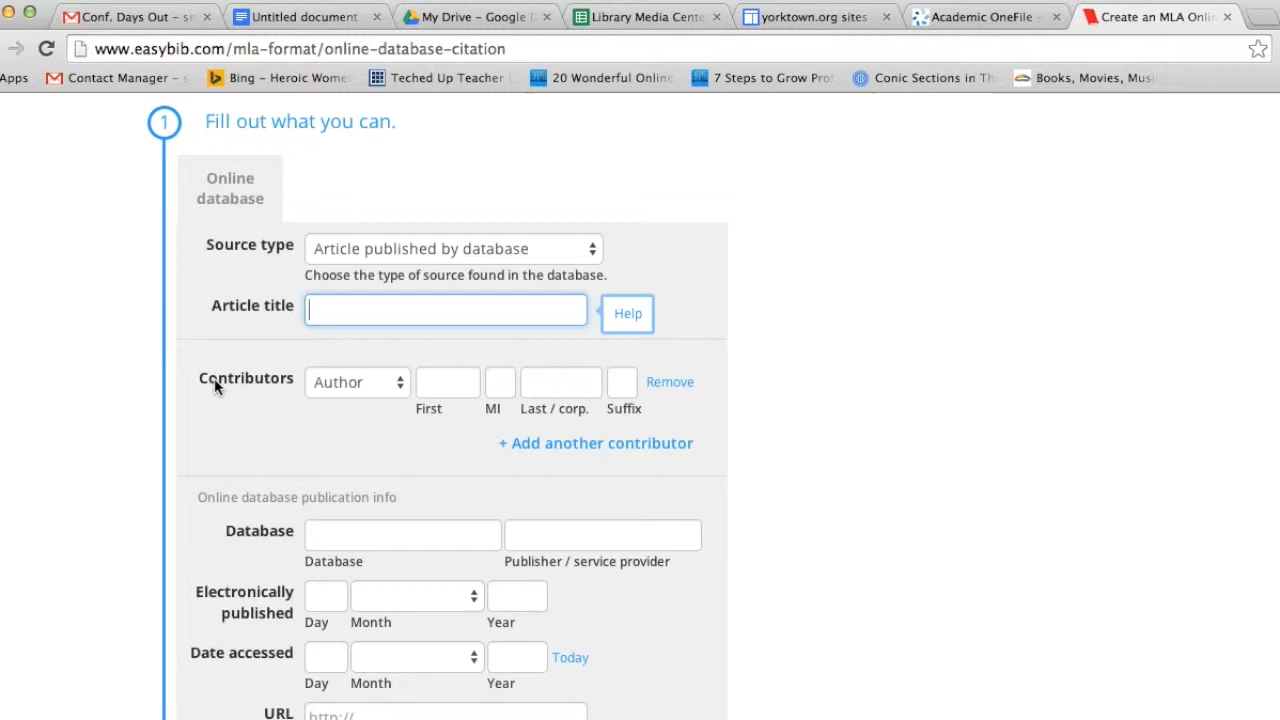 Conf. Days Out – s
Untitled document
My Drive – Google
Library Media Cente
yorktown.org sites
Academic OneFile –
Create an MLA Onli
www.easybib.com/mla-format/online-database-citation
Apps
Contact Manager – s
Bing – Heroic Wome
Teched Up Teacher
20 Wonderful Online
7 Steps to Grow Prof
Conic Sections in Th
Books, Movies, Musi
1 Fill out what you can.
Online
database
Source type Article published by database
Choose the type of source found in the database.
Article title Help
Contributors Author Remove
First MI Last / corp. Suffix
+ Add another contributor
Online database publication info
Database
Database Publisher / service provider
Electronically
published
Day Month Year
Date accessed Today
Day Month Year
URL http://